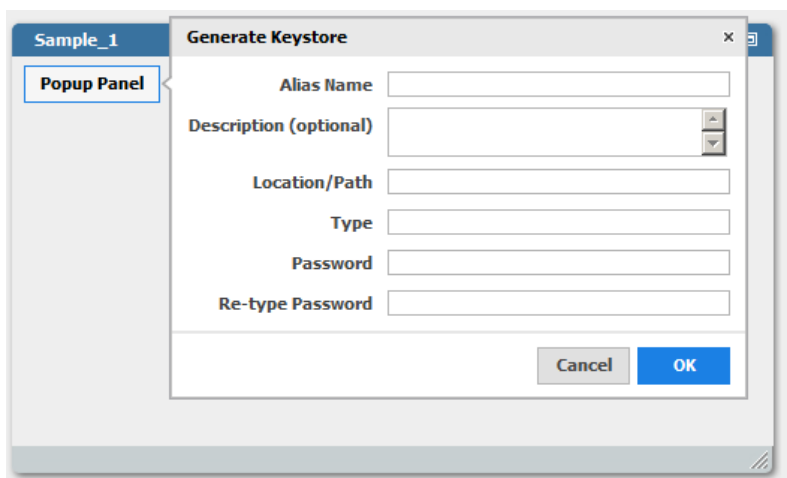 Sample_1
Generate Keystore
Popup Panel
Alias Name
Description (optional)
Location/Path
Type
Password
Re-type Password
Cancel
OK